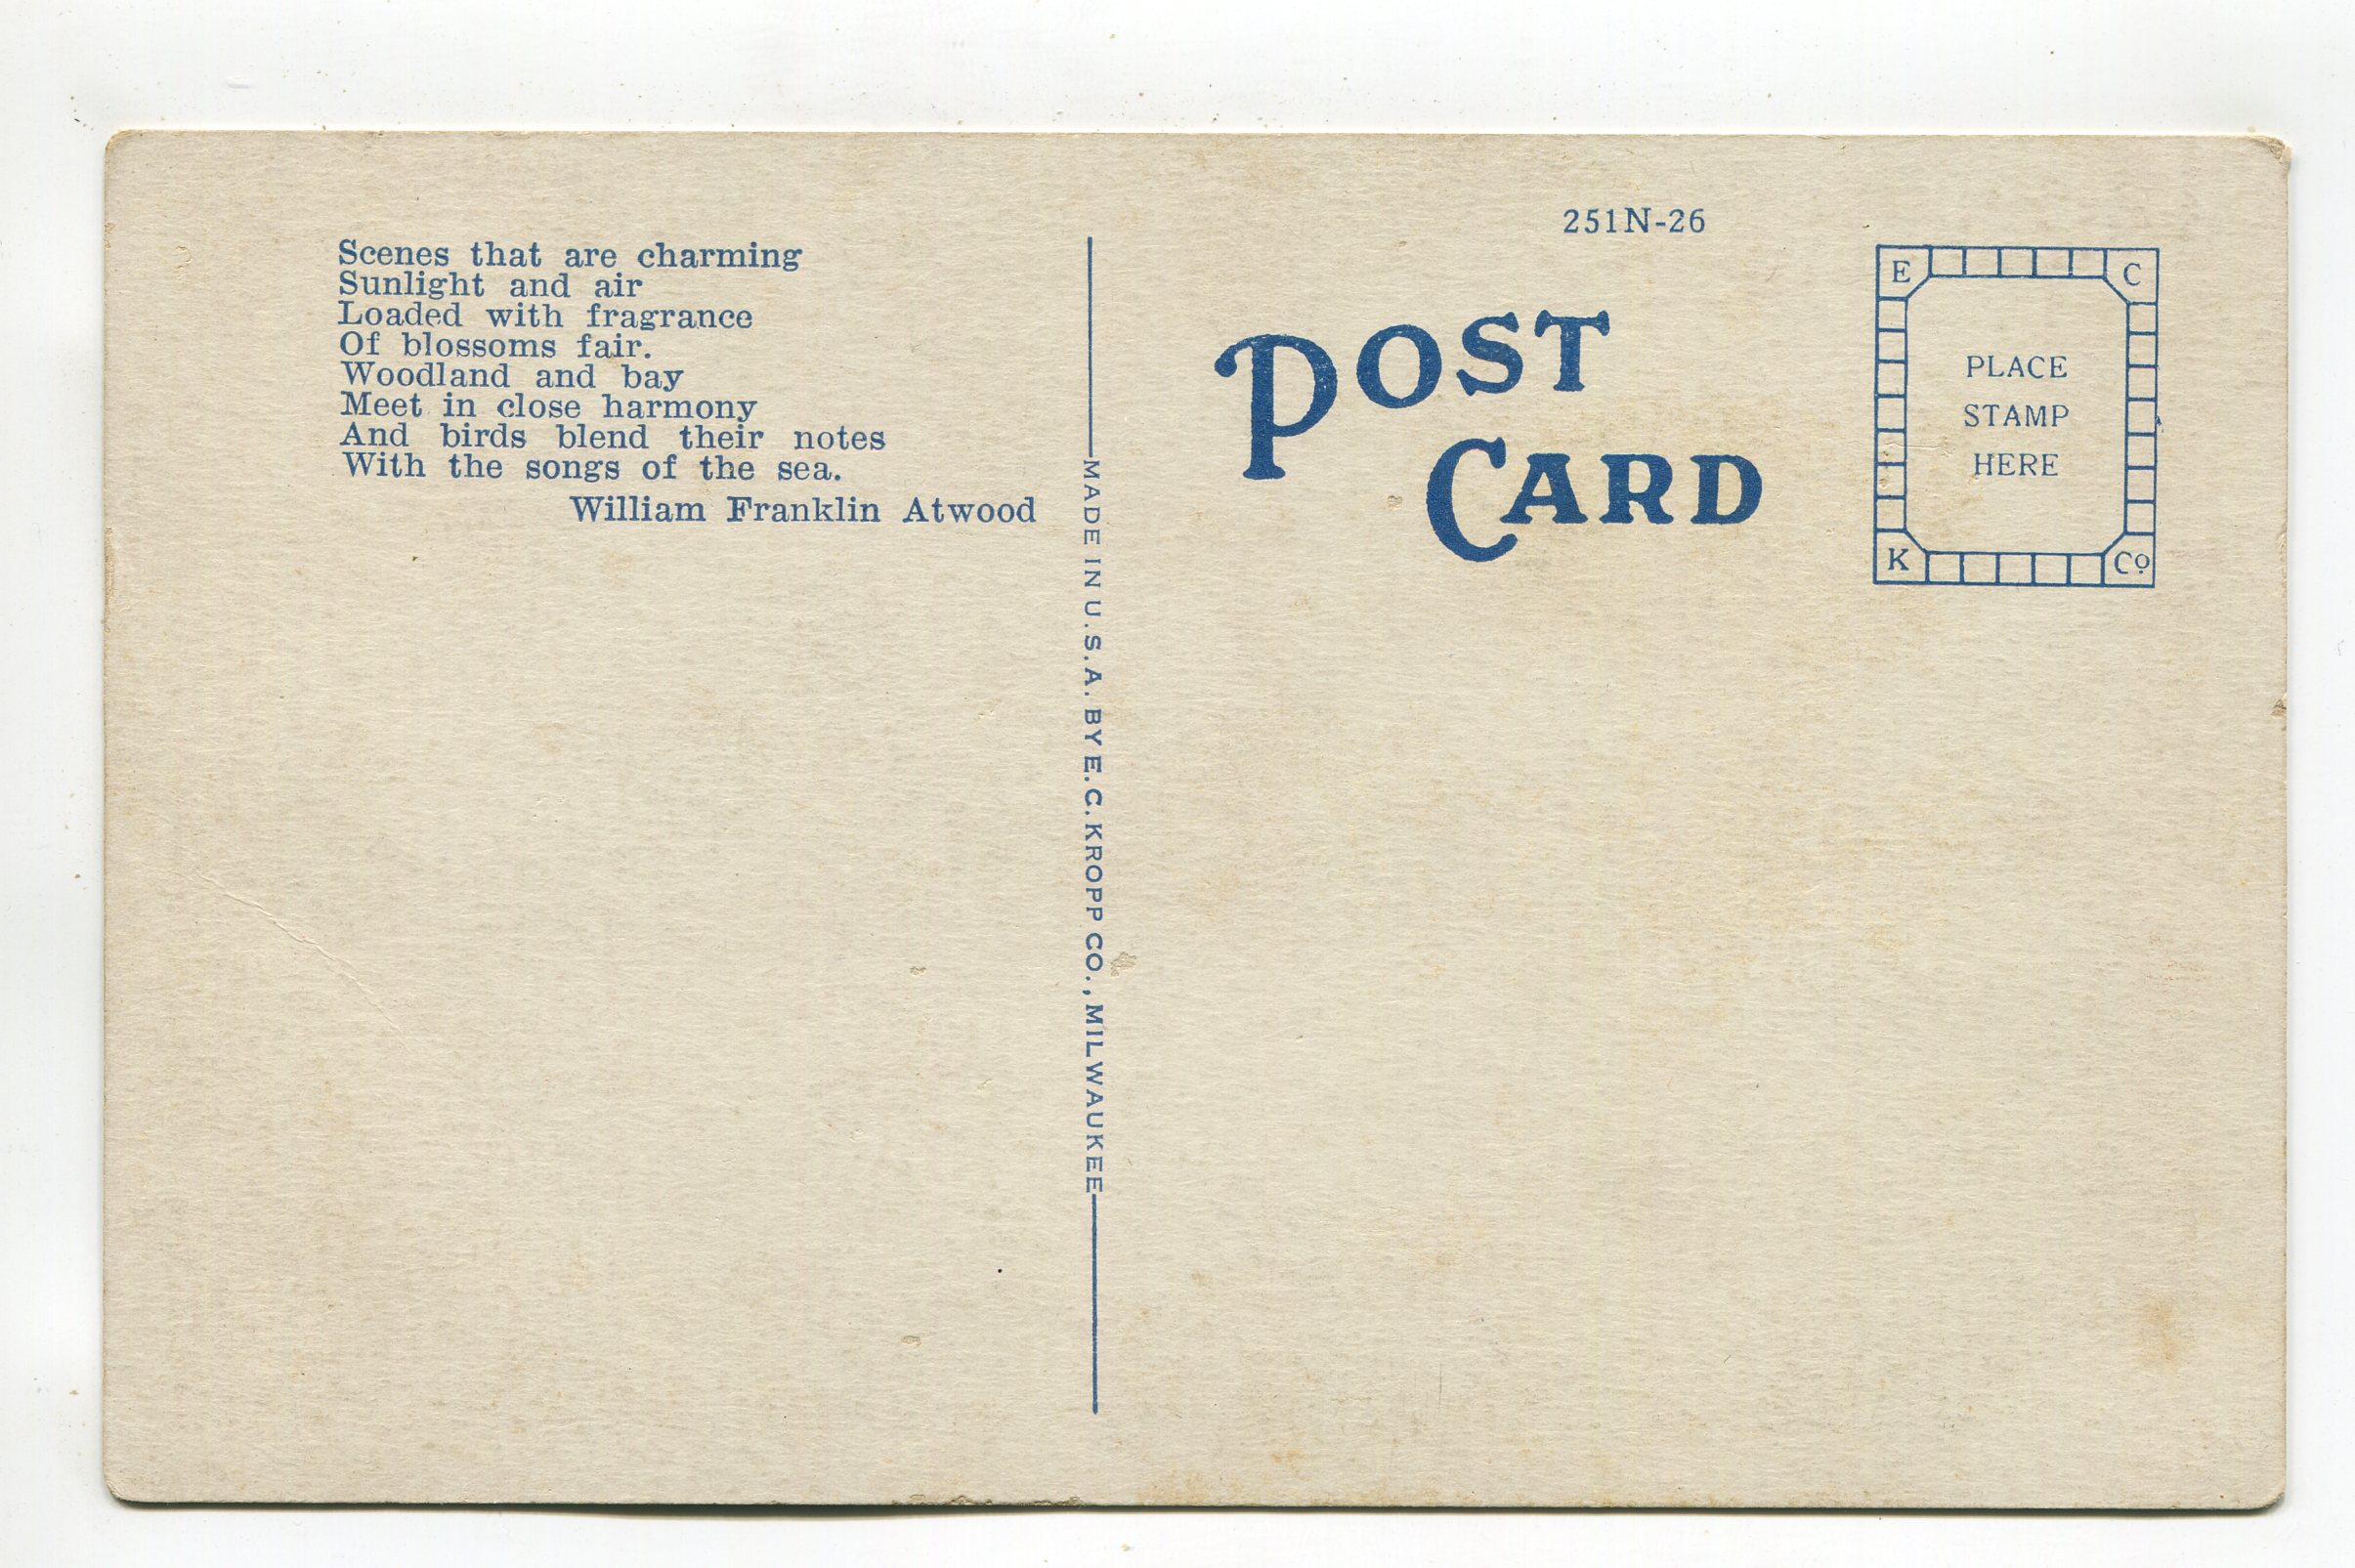 Scenes that are charming
Sunlight and air
Loaded with fragrance
Of blossoms fair.
Woodland and bay
Meet in close harmony
And birds blend their notes
With the songs of the sea.
William Franklin Atwood
MADE IN U.S.A. BY E.C. KROPP CO., MILWAUKEE
251N-26
POST
CARD
E C
PLACE
STAMP
HERE
K Co